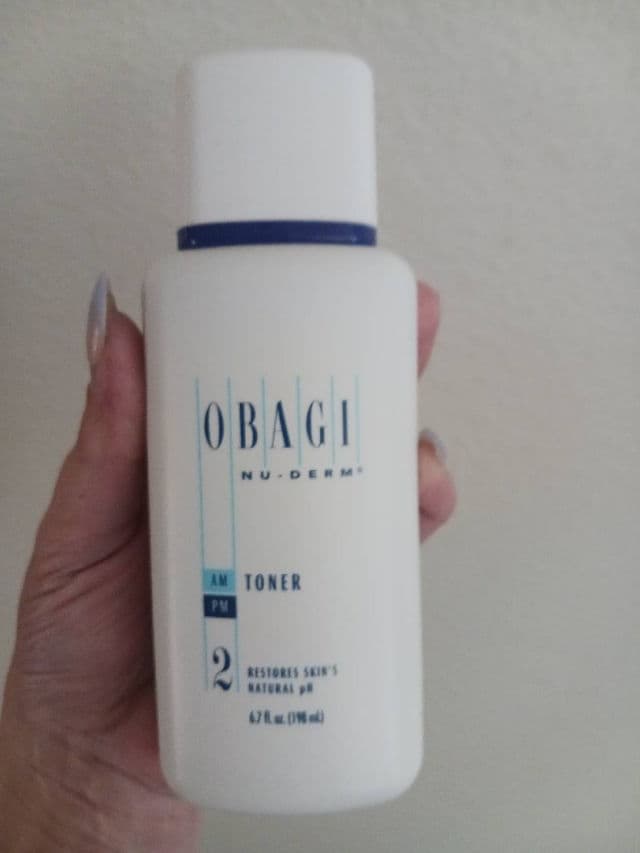 OBAGI
NU-DERM®
AM TONER
PM
2 RESTORES SKIN'S
NATURAL pH
6.7 fl. oz. (198 mL)